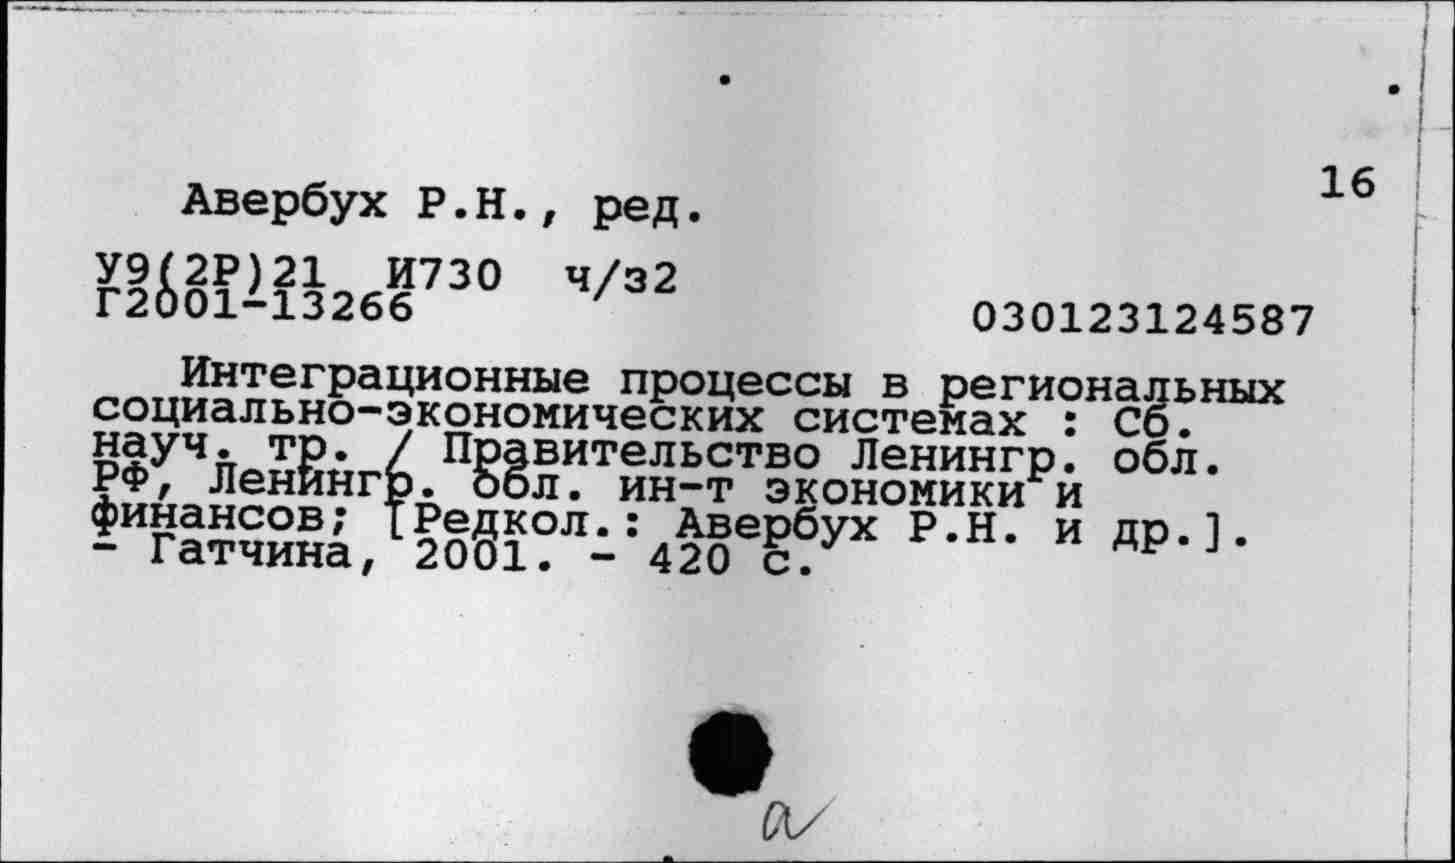 16
Авербух Р.Н., ред.
У9(2Р)21 И730 ч/з2
Г2001-13266
030123124587
Интеграционные процессы в региональных
социально-экономических системах : Сб.
науч. тр. / Правительство Ленингр. обл.
РФ, Ленингр. обл. ин-т экономики и
финансов; [Редкол.: Авербух Р.Н. и др.].
- Гатчина, 2001. - 420 с.